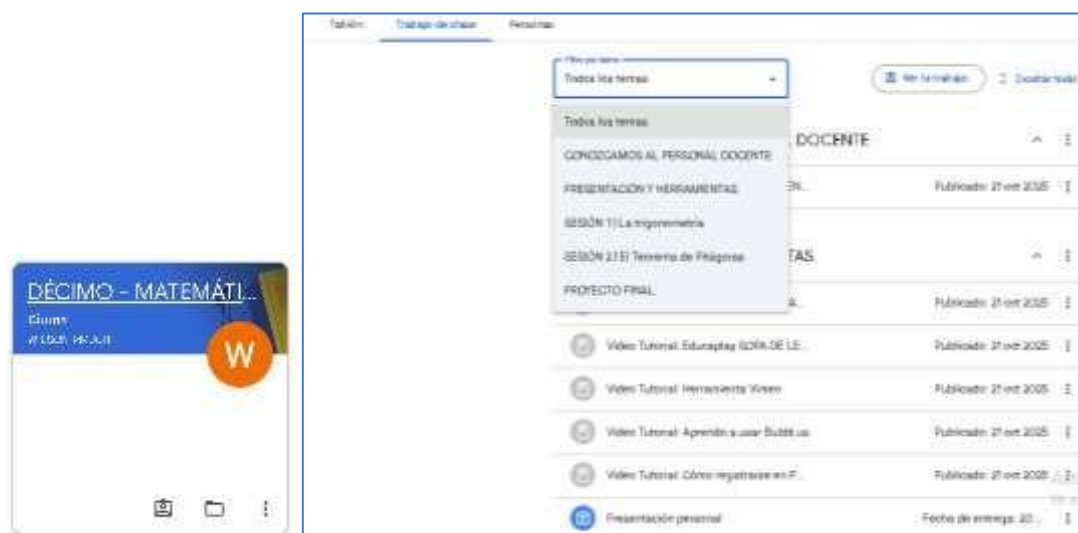 DÉCIMO - MATEMÁTI...
W
Tablón
Trabajo de clase
Personas
Filtro por tema
Todos los temas
Ver tu trabajo
Todos los temas
CONOZCAMOS AL PERSONAL DOCENTE
PRESENTACIÓN Y HERRAMIENTAS
SESIÓN 1| La trigonometría
SESIÓN 2| El Teorema de Pitágoras
PROYECTO FINAL
DOCENTE
EN...
Publicado: 21 oct 2025
TAS
A...
Publicado: 21 oct 2025
Video Tutorial: Educaplay SOPA DE LE...
Publicado: 21 oct 2025
Video Tutorial: Herramienta
Publicado: 21 oct 2025
Video Tutorial: Aprendo a usar
Publicado: 21 oct 2025
Video Tutorial: Cómo registrarse en P...
Publicado: 21 oct 2025
Presentación personal
Fecha de entrega: 20...